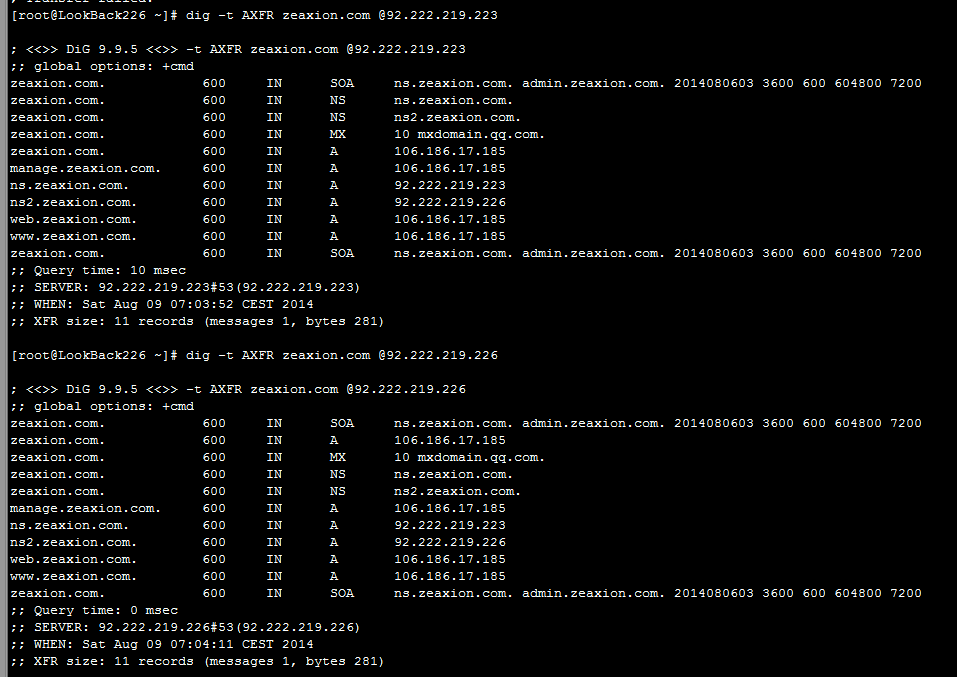 ; Transfer failed.
[root@LookBack226 ~]# dig -t AXFR zeaxion.com @92.222.219.223
; <<>> DiG 9.9.5 <<>> -t AXFR zeaxion.com @92.222.219.223
;; global options: +cmd
zeaxion.com. 600 IN SOA ns.zeaxion.com. admin.zeaxion.com. 2014080603 3600 600 604800 7200
zeaxion.com. 600 IN NS ns.zeaxion.com.
zeaxion.com. 600 IN NS ns2.zeaxion.com.
zeaxion.com. 600 IN MX 10 mxdomain.qq.com.
zeaxion.com. 600 IN A 106.186.17.185
manage.zeaxion.com. 600 IN A 106.186.17.185
ns.zeaxion.com. 600 IN A 92.222.219.223
ns2.zeaxion.com. 600 IN A 92.222.219.226
web.zeaxion.com. 600 IN A 106.186.17.185
www.zeaxion.com. 600 IN A 106.186.17.185
zeaxion.com. 600 IN SOA ns.zeaxion.com. admin.zeaxion.com. 2014080603 3600 600 604800 7200
;; Query time: 10 msec
;; SERVER: 92.222.219.223#53(92.222.219.223)
;; WHEN: Sat Aug 09 07:03:52 CEST 2014
;; XFR size: 11 records (messages 1, bytes 281)
[root@LookBack226 ~]# dig -t AXFR zeaxion.com @92.222.219.226
; <<>> DiG 9.9.5 <<>> -t AXFR zeaxion.com @92.222.219.226
;; global options: +cmd
zeaxion.com. 600 IN SOA ns.zeaxion.com. admin.zeaxion.com. 2014080603 3600 600 604800 7200
zeaxion.com. 600 IN A 106.186.17.185
zeaxion.com. 600 IN MX 10 mxdomain.qq.com.
zeaxion.com. 600 IN NS ns.zeaxion.com.
zeaxion.com. 600 IN NS ns2.zeaxion.com.
manage.zeaxion.com. 600 IN A 106.186.17.185
ns.zeaxion.com. 600 IN A 92.222.219.223
ns2.zeaxion.com. 600 IN A 92.222.219.226
web.zeaxion.com. 600 IN A 106.186.17.185
www.zeaxion.com. 600 IN A 106.186.17.185
zeaxion.com. 600 IN SOA ns.zeaxion.com. admin.zeaxion.com. 2014080603 3600 600 604800 7200
;; Query time: 0 msec
;; SERVER: 92.222.219.226#53(92.222.219.226)
;; WHEN: Sat Aug 09 07:04:11 CEST 2014
;; XFR size: 11 records (messages 1, bytes 281)